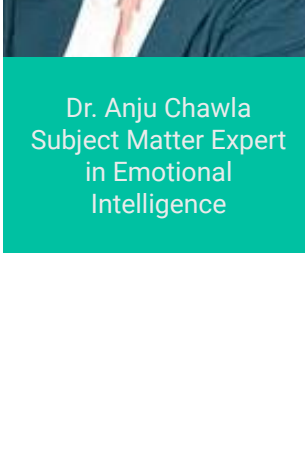 Dr. Anju Chawla
Subject Matter Expert
in Emotional
Intelligence